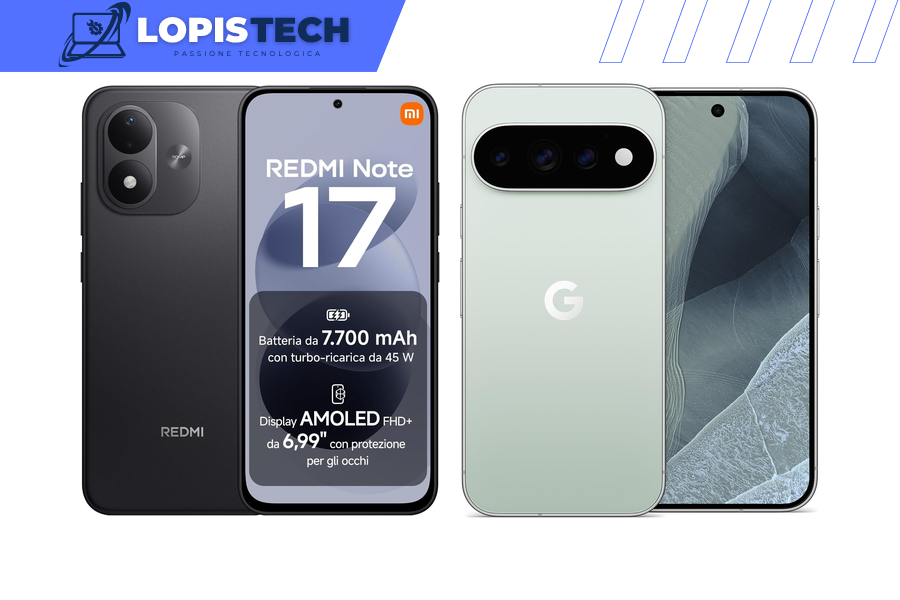 LOPISTECH
PASSIONE TECNOLOGICA
REDMI
mi
REDMI Note
17
Batteria da 7.700 mAh
con turbo-ricarica da 45 W
Display AMOLED FHD+
da 6,99" con protezione
per gli occhi
G